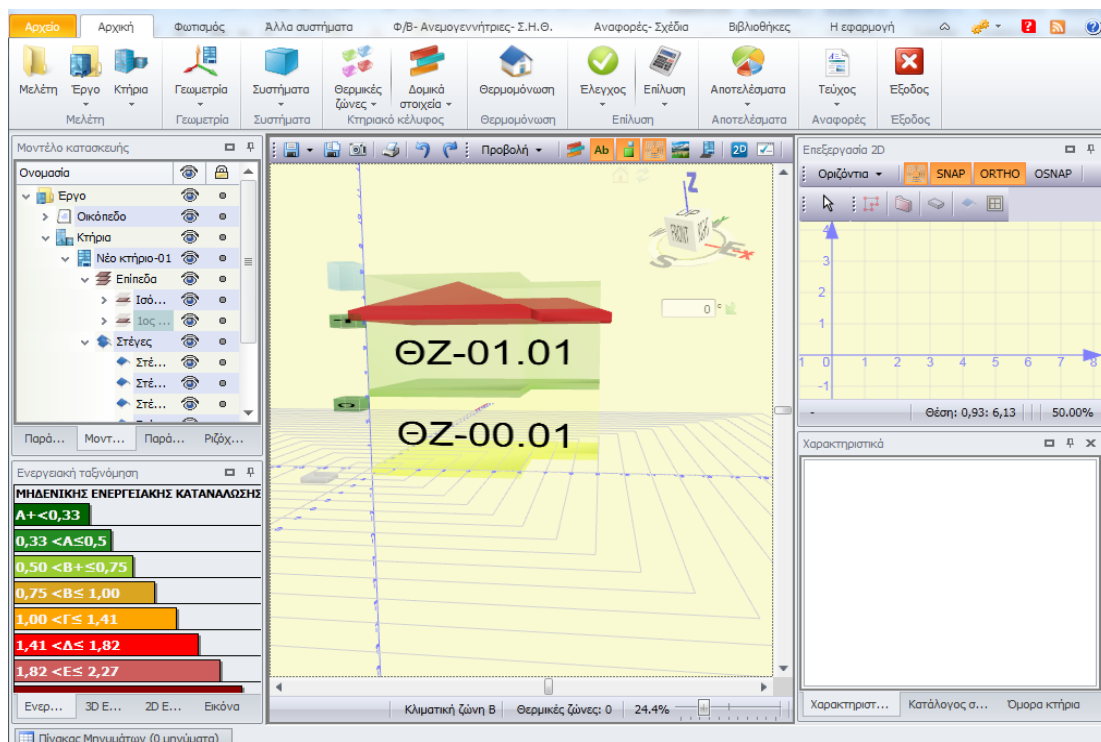 Αρχείο Αρχική Φωτισμός Άλλα συστήματα Φ/Β- Ανεμογεννήτριες- Σ.Η.Θ. Αναφορές- Σχέδια Βιβλιοθήκες Η εφαρμογή
Μελέτη Έργο Κτήρια Γεωμετρία Συστήματα Θερμικές ζώνες Δομικά στοιχεία Θερμομόνωση Έλεγχος Επίλυση Αποτελέσματα Τεύχος Έξοδος
Μελέτη Γεωμετρία Συστήματα Κτηριακό κέλυφος Θερμομόνωση Επίλυση Αποτελέσματα Αναφορές Έξοδος
Μοντέλο κατασκευής
Ονομασία
Έργο
Οικόπεδο
Κτήρια
Νέο κτήριο-01
Επίπεδα
Ισό...
1ος ...
Στέγες
Στέ...
Στέ...
Στέ...
Παρά... Μοντ... Παρά... Ριζόχ...
Ενεργειακή ταξινόμηση
ΜΗΔΕΝΙΚΗΣ ΕΝΕΡΓΕΙΑΚΗΣ ΚΑΤΑΝΑΛΩΣΗΣ
Α+<0,33
0,33 <Α≤0,5
0,50 <Β+≤0,75
0,75 <Β≤ 1,00
1,00 <Γ≤ 1,41
1,41 <Δ≤ 1,82
1,82 <Ε≤ 2,27
Ενερ... 3D Ε... 2D Ε... Εικόνα
Προβολή Ab 2D
Z
FRONT
S E x
0 °
ΘΖ-01.01
ΘΖ-00.01
Κλιματική ζώνη Β Θερμικές ζώνες: 0 24.4%
Επεξεργασία 2D
Οριζόντια SNAP ORTHO OSNAP
4
3
2
1
1 0 1 2 3 4 5 6 7 8
-1
- Θέση: 0,93: 6,13 50.00%
Χαρακτηριστικά
Χαρακτηριστ... Κατάλογος σ... Όμορα κτήρια
Πίνακας Μηνυμάτων (0 μηνύματα)